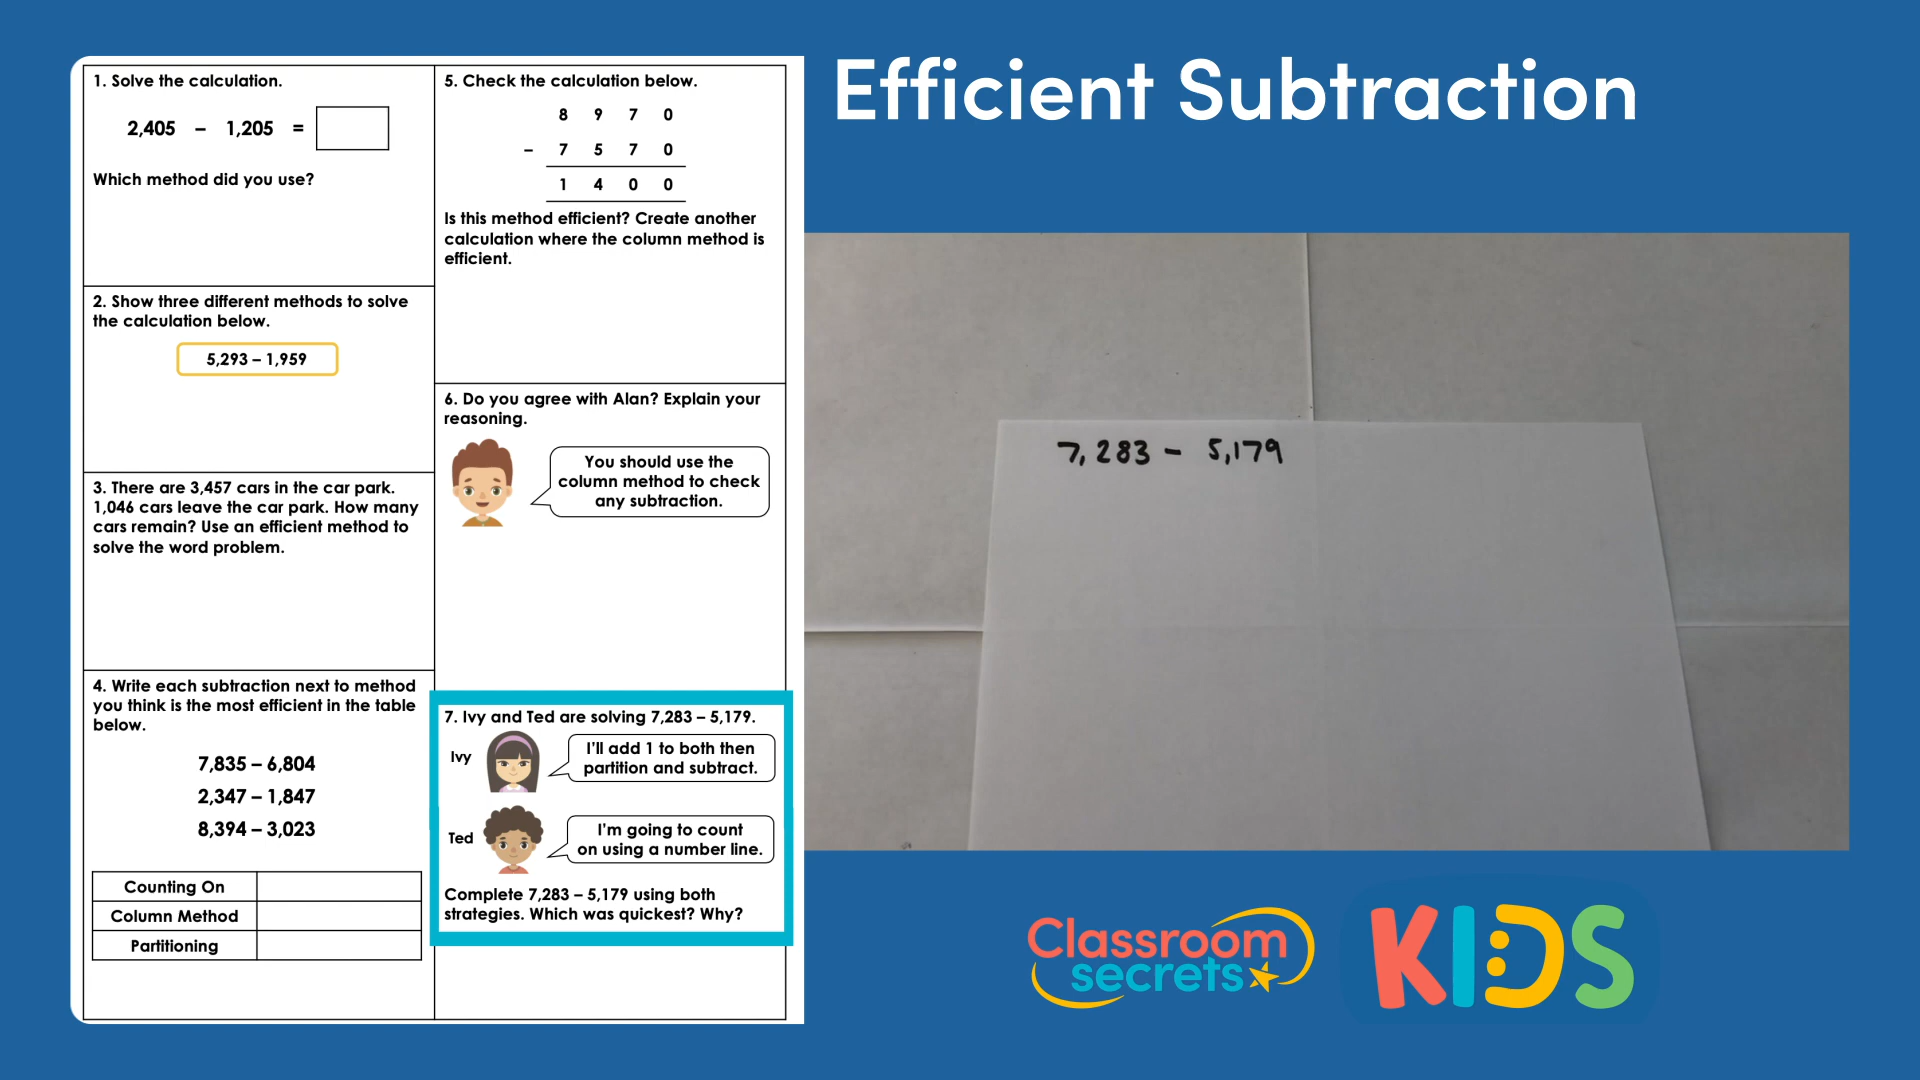 Efficient Subtraction
1. Solve the calculation.
2,405 – 1,205 =
Which method did you use?
2. Show three different methods to solve
the calculation below.
5,293 – 1,959
3. There are 3,457 cars in the car park.
1,046 cars leave the car park. How many
cars remain? Use an efficient method to
solve the word problem.
4. Write each subtraction next to method
you think is the most efficient in the table
below.
7,835 – 6,804
2,347 – 1,847
8,394 – 3,023
Counting On
Column Method
Partitioning
5. Check the calculation below.
8 9 7 0
– 7 5 7 0
1 4 0 0
Is this method efficient? Create another
calculation where the column method is
efficient.
6. Do you agree with Alan? Explain your
reasoning.
You should use the
column method to check
any subtraction.
7. Ivy and Ted are solving 7,283 – 5,179.
Ivy
I'll add 1 to both then
partition and subtract.
Ted
I'm going to count
on using a number line.
Complete 7,283 – 5,179 using both
strategies. Which was quickest? Why?
7,283 – 5,179
Classroom
secrets
KIDS